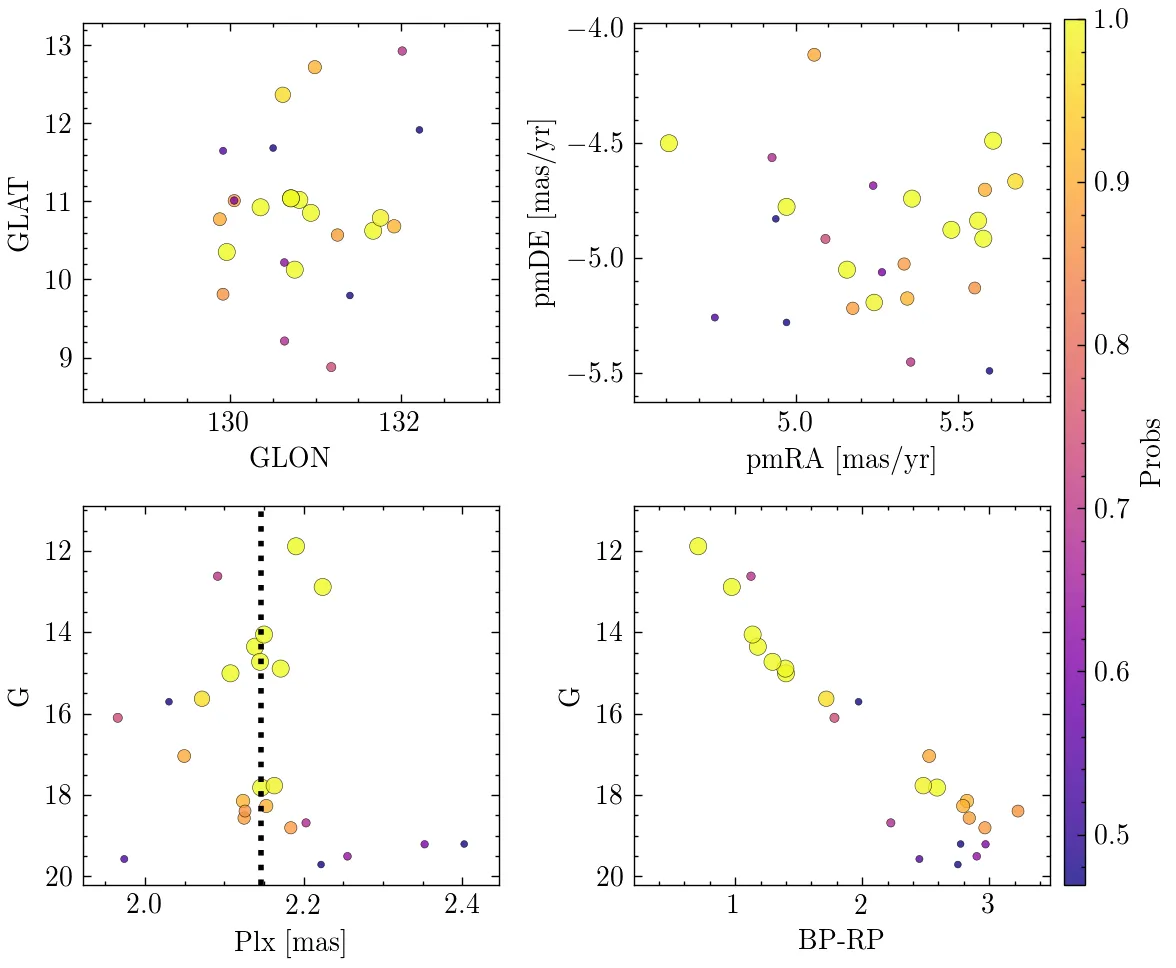 13
12
11
10
9
GLAT
130 132
GLON
−4.0
−4.5
−5.0
−5.5
pmDE [mas/yr]
5.0 5.5
pmRA [mas/yr]
1.0
0.9
0.8
0.7
0.6
0.5
Probs
12
14
16
18
20
G
2.0 2.2 2.4
Plx [mas]
12
14
16
18
20
G
1 2 3
BP-RP